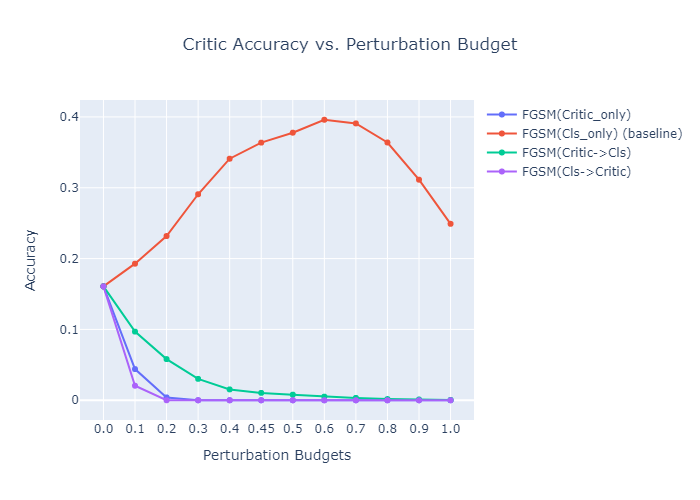 Critic Accuracy vs. Perturbation Budget
FGSM(Critic_only)
FGSM(Cls_only) (baseline)
FGSM(Critic->Cls)
FGSM(Cls->Critic)
Accuracy
0.4
0.3
0.2
0.1
0
0.0 0.1 0.2 0.3 0.4 0.45 0.5 0.6 0.7 0.8 0.9 1.0
Perturbation Budgets